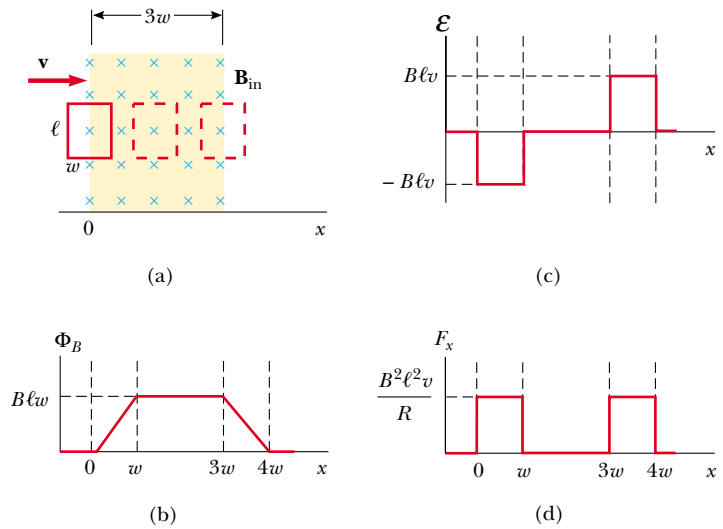 3w
v
B_in
ℓ
w
0 x
(a)
ℰ
Bℓv
x
− Bℓv
(c)
Φ_B
Bℓw
0 w 3w 4w x
(b)
F_x
B²ℓ²v
R
0 w 3w 4w x
(d)